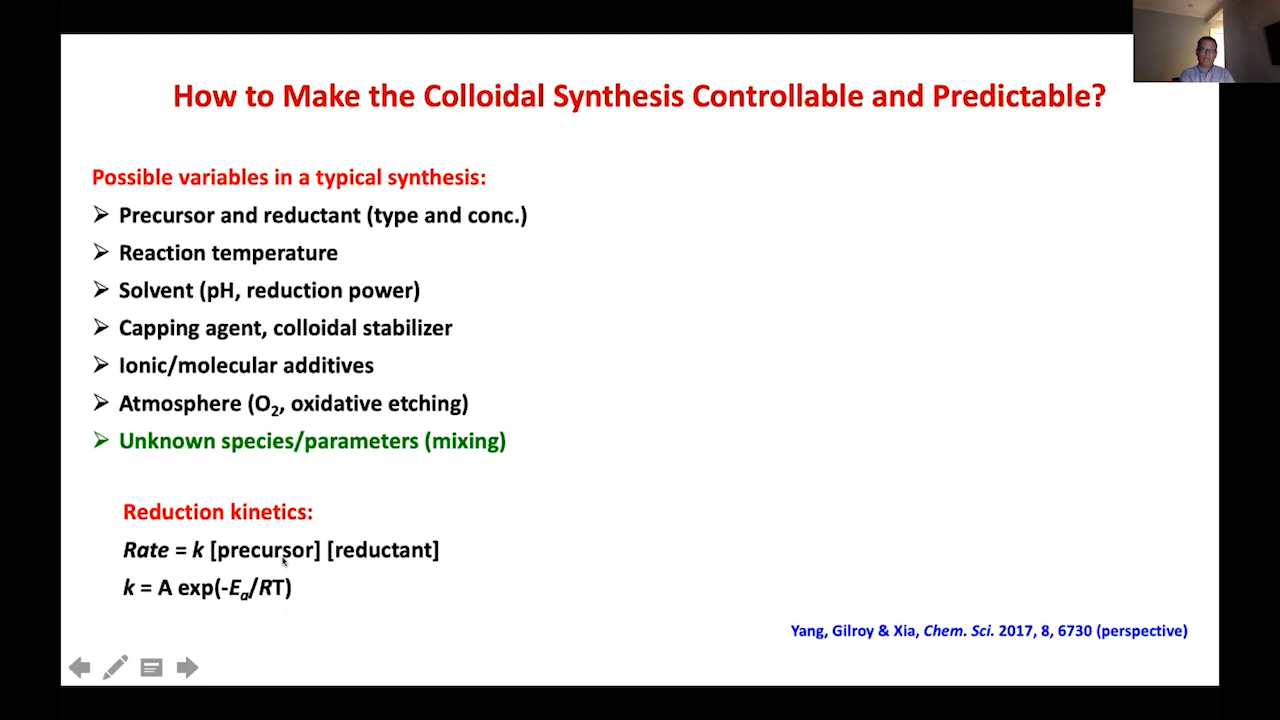 How to Make the Colloidal Synthesis Controllable and Predictable?
Possible variables in a typical synthesis:
➢ Precursor and reductant (type and conc.)
➢ Reaction temperature
➢ Solvent (pH, reduction power)
➢ Capping agent, colloidal stabilizer
➢ Ionic/molecular additives
➢ Atmosphere (O₂, oxidative etching)
➢ Unknown species/parameters (mixing)
Reduction kinetics:
Rate = k [precursor] [reductant]
k = A exp(-Eₐ/RT)
Yang, Gilroy & Xia, Chem. Sci. 2017, 8, 6730 (perspective)